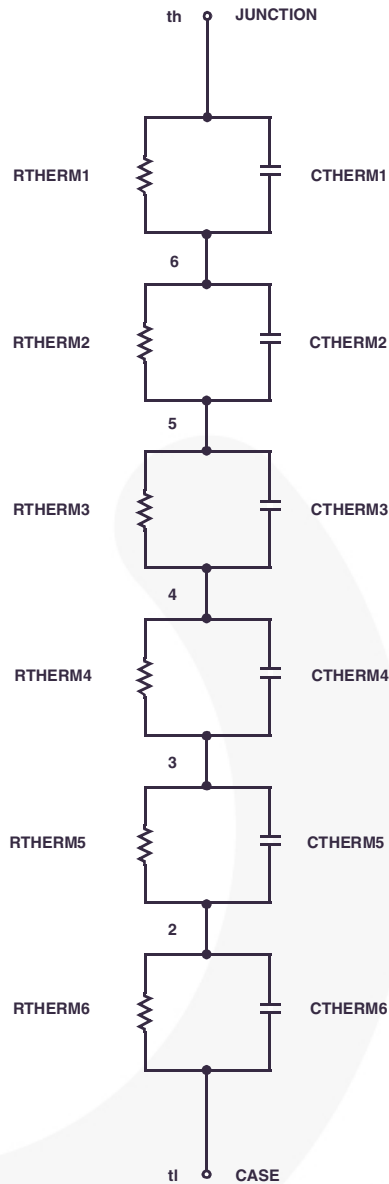 th JUNCTION
RTHERM1 CTHERM1
6
RTHERM2 CTHERM2
5
RTHERM3 CTHERM3
4
RTHERM4 CTHERM4
3
RTHERM5 CTHERM5
2
RTHERM6 CTHERM6
tl CASE